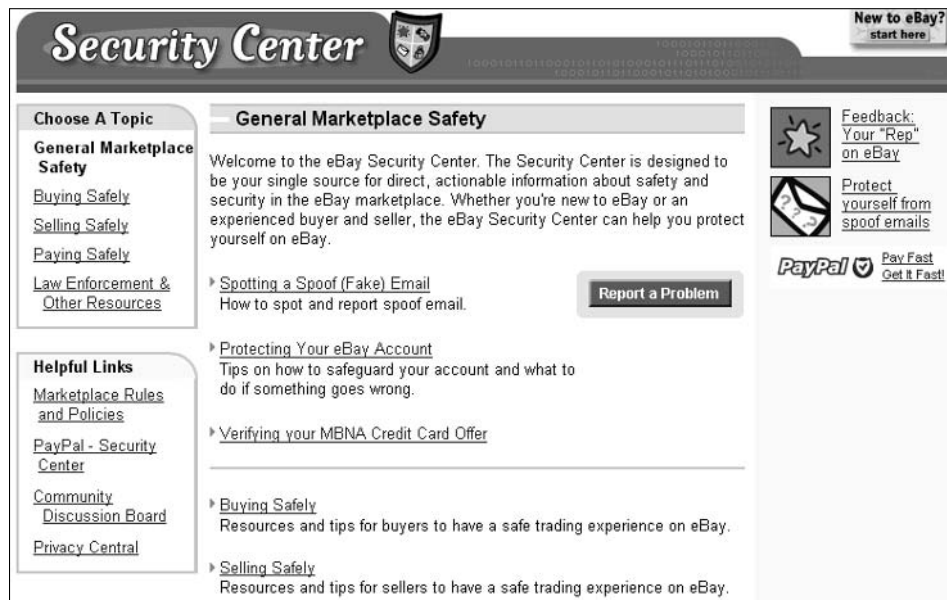 Security Center
New to eBay?
start here
Choose A Topic
General Marketplace
Safety
Buying Safely
Selling Safely
Paying Safely
Law Enforcement &
Other Resources
Helpful Links
Marketplace Rules
and Policies
PayPal - Security
Center
Community
Discussion Board
Privacy Central
General Marketplace Safety
Welcome to the eBay Security Center. The Security Center is designed to
be your single source for direct, actionable information about safety and
security in the eBay marketplace. Whether you're new to eBay or an
experienced buyer and seller, the eBay Security Center can help you protect
yourself on eBay.
Spotting a Spoof (Fake) Email
How to spot and report spoof email.
Report a Problem
Protecting Your eBay Account
Tips on how to safeguard your account and what to
do if something goes wrong.
Verifying your MBNA Credit Card Offer
Buying Safely
Resources and tips for buyers to have a safe trading experience on eBay.
Selling Safely
Resources and tips for sellers to have a safe trading experience on eBay.
Feedback:
Your "Rep"
on eBay
Protect
yourself from
spoof emails
PayPal
Pay Fast
Get It Fast!